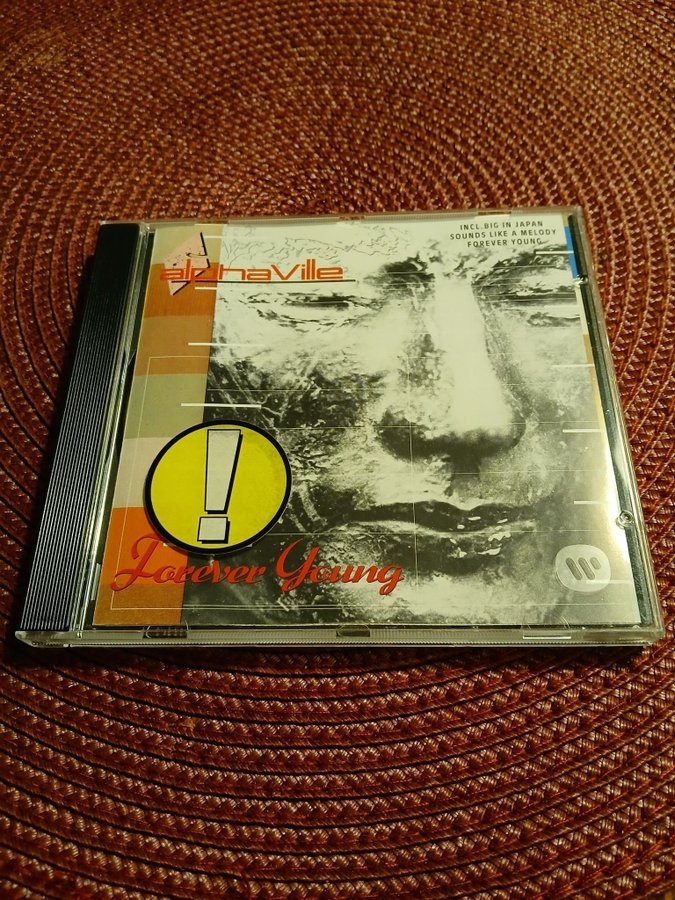 INCL. BIG IN JAPAN
SOUNDS LIKE A MELODY
FOREVER YOUNG
alphaville
!
Forever Young